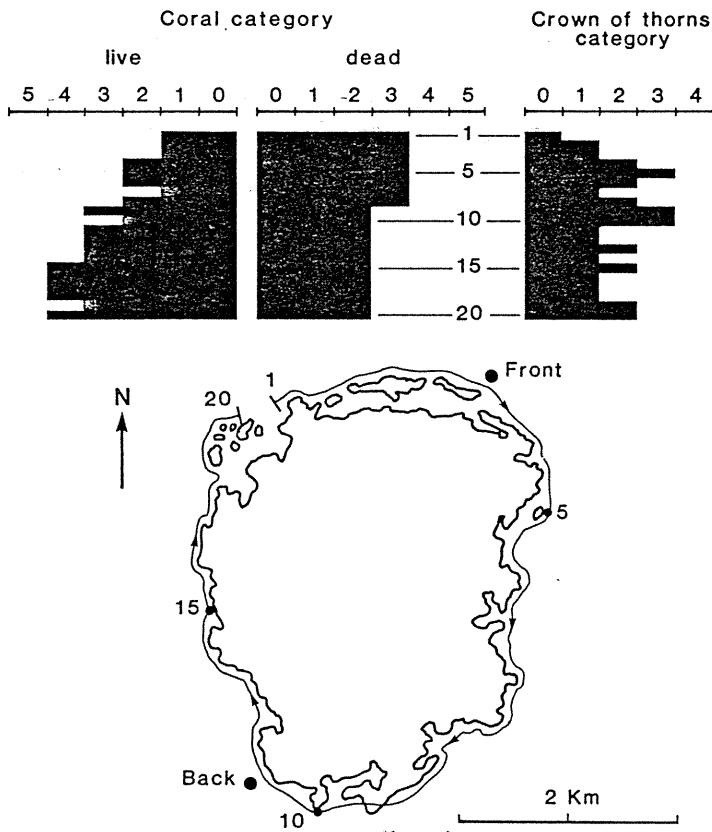 Coral category
Crown of thorns
category
live
dead
5 4 3 2 1 0
0 1 2 3 4 5
0 1 2 3 4
1
5
10
15
20
1
Front
N
20
5
15
Back
10
2 Km